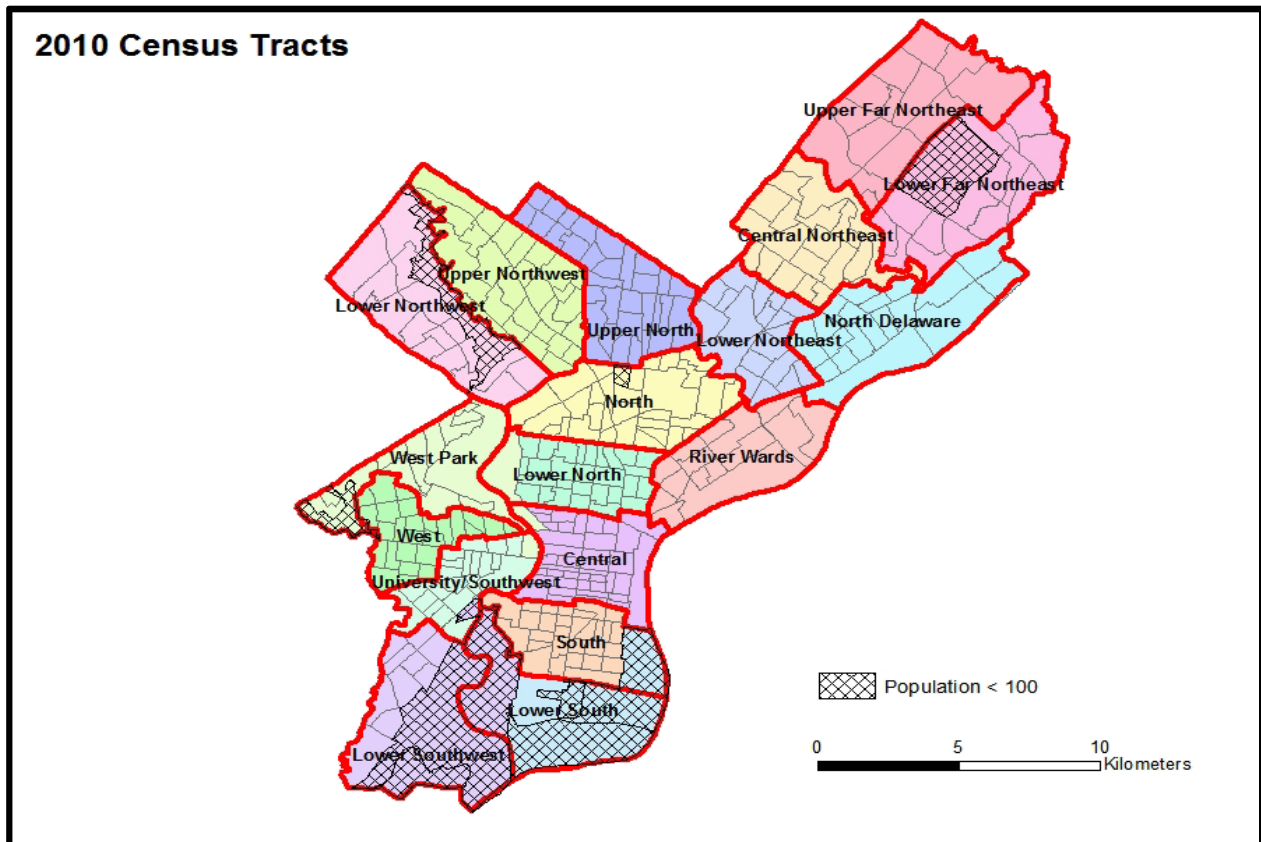 2010 Census Tracts
Upper Far Northeast
Lower Far Northeast
Central Northeast
Upper Northwest
Lower Northwest
North Delaware
Upper North
Lower Northeast
North
West Park
River Wards
Lower North
West
Central
University/Southwest
South
Population < 100
Lower South
Lower Southwest
0 5 10
Kilometers